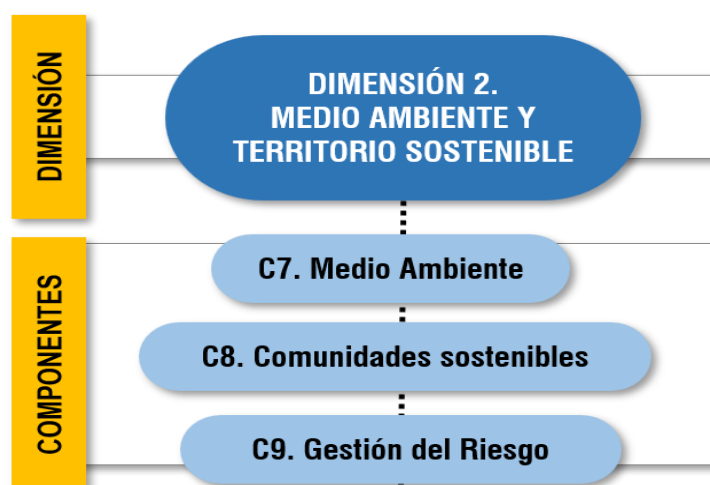 DIMENSIÓN
DIMENSIÓN 2.
MEDIO AMBIENTE Y
TERRITORIO SOSTENIBLE
COMPONENTES
C7. Medio Ambiente
C8. Comunidades sostenibles
C9. Gestión del Riesgo